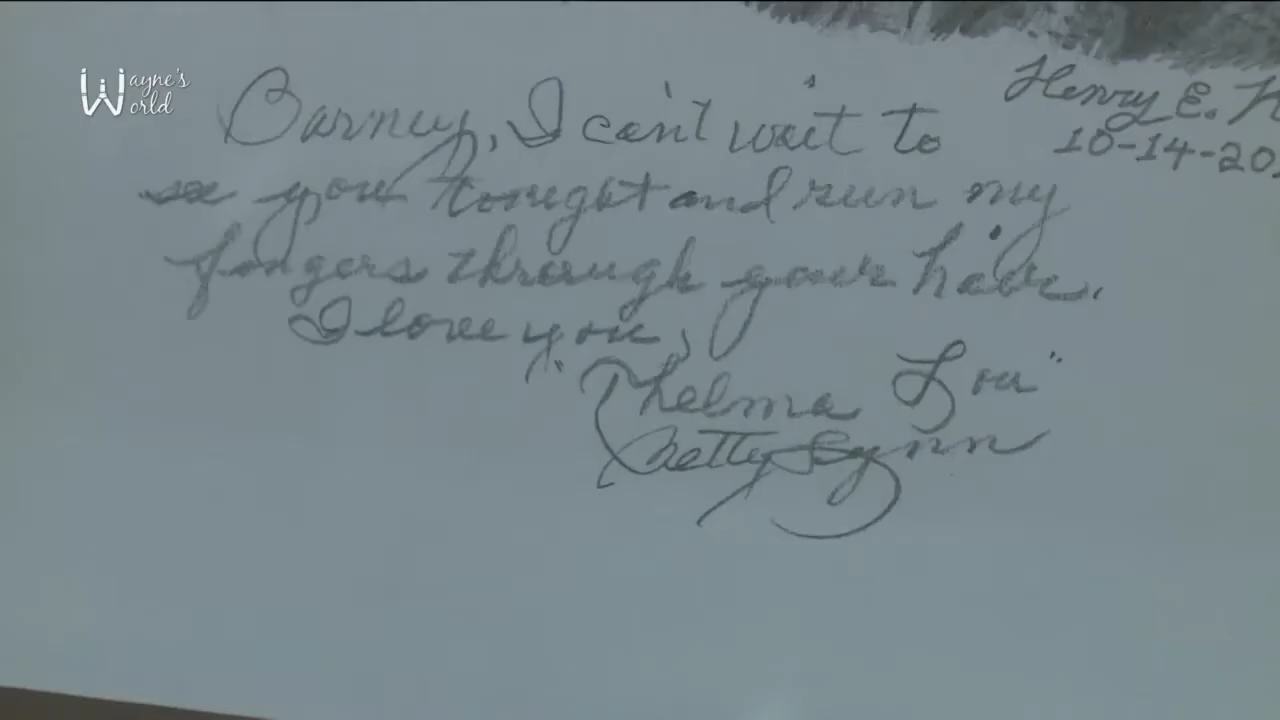 Wayne's
World
Henry E.
10-14-20
Barney, I can't wait to
see you tonight and run my
fingers through your hair.
I love you,
"Thelma Lou"
Betty Lynn